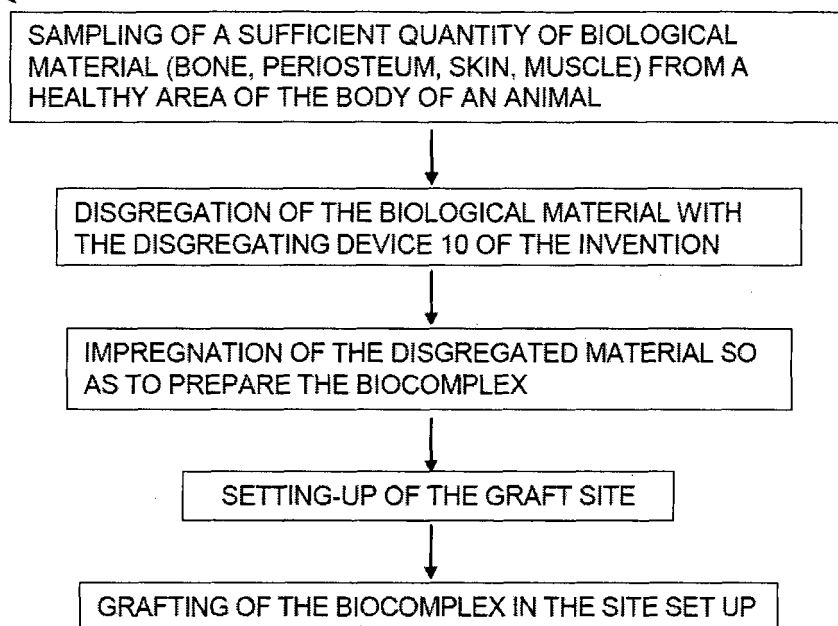 SAMPLING OF A SUFFICIENT QUANTITY OF BIOLOGICAL
MATERIAL (BONE, PERIOSTEUM, SKIN, MUSCLE) FROM A
HEALTHY AREA OF THE BODY OF AN ANIMAL
DISGREGATION OF THE BIOLOGICAL MATERIAL WITH
THE DISGREGATING DEVICE 10 OF THE INVENTION
IMPREGNATION OF THE DISGREGATED MATERIAL SO
AS TO PREPARE THE BIOCOMPLEX
SETTING-UP OF THE GRAFT SITE
GRAFTING OF THE BIOCOMPLEX IN THE SITE SET UP